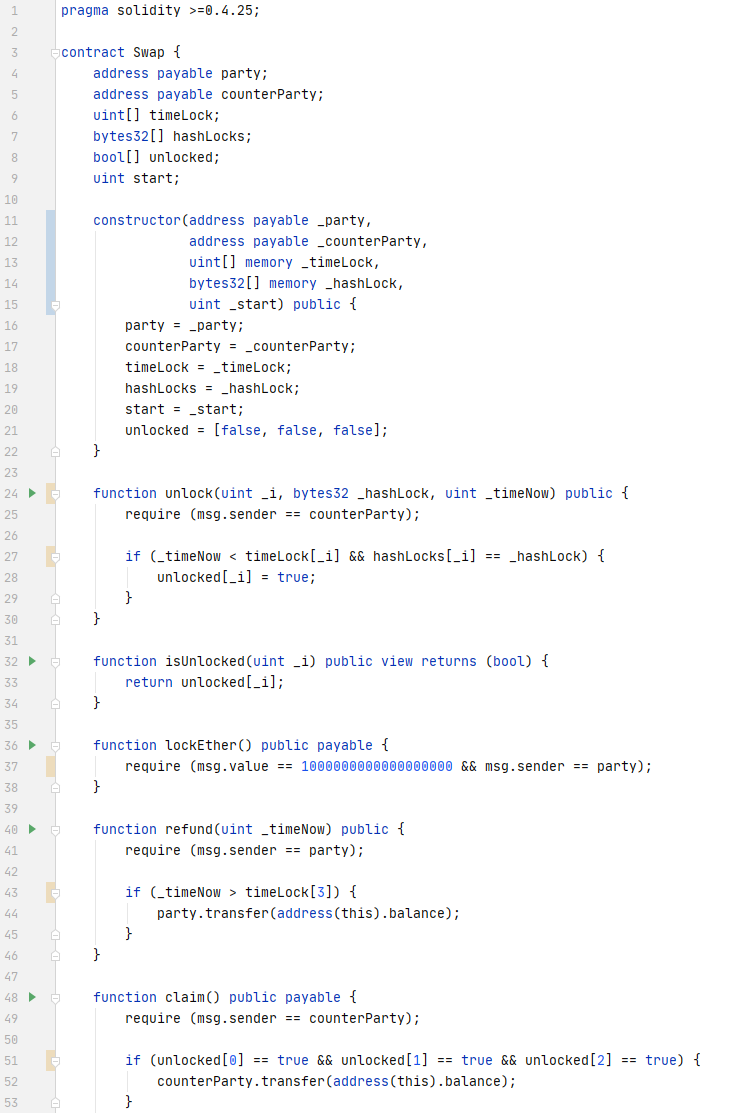 1 pragma solidity >=0.4.25;
2
3 contract Swap {
4 address payable party;
5 address payable counterParty;
6 uint[] timeLock;
7 bytes32[] hashLocks;
8 bool[] unlocked;
9 uint start;
10
11 constructor(address payable _party,
12 address payable _counterParty,
13 uint[] memory _timeLock,
14 bytes32[] memory _hashLock,
15 uint _start) public {
16 party = _party;
17 counterParty = _counterParty;
18 timeLock = _timeLock;
19 hashLocks = _hashLock;
20 start = _start;
21 unlocked = [false, false, false];
22 }
23
24 function unlock(uint _i, bytes32 _hashLock, uint _timeNow) public {
25 require (msg.sender == counterParty);
26
27 if (_timeNow < timeLock[_i] && hashLocks[_i] == _hashLock) {
28 unlocked[_i] = true;
29 }
30 }
31
32 function isUnlocked(uint _i) public view returns (bool) {
33 return unlocked[_i];
34 }
35
36 function lockEther() public payable {
37 require (msg.value == 1000000000000000000 && msg.sender == party);
38 }
39
40 function refund(uint _timeNow) public {
41 require (msg.sender == party);
42
43 if (_timeNow > timeLock[3]) {
44 party.transfer(address(this).balance);
45 }
46 }
47
48 function claim() public payable {
49 require (msg.sender == counterParty);
50
51 if (unlocked[0] == true && unlocked[1] == true && unlocked[2] == true) {
52 counterParty.transfer(address(this).balance);
53 }